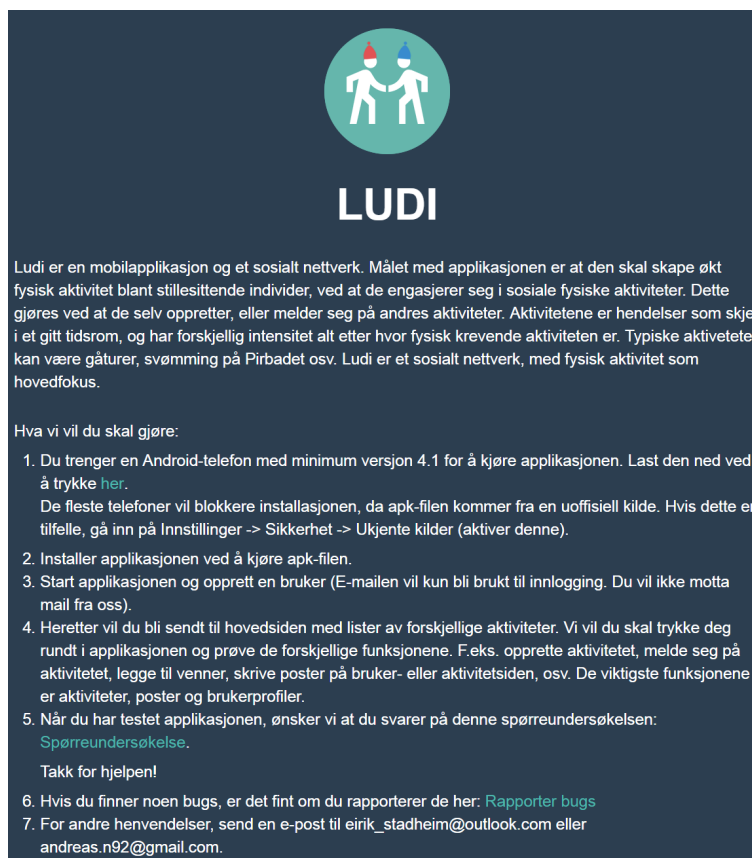 LUDI
Ludi er en mobilapplikasjon og et sosialt nettverk. Målet med applikasjonen er at den skal skape økt
fysisk aktivitet blant stillesittende individer, ved at de engasjerer seg i sosiale fysiske aktiviteter. Dette
gjøres ved at de selv oppretter, eller melder seg på andres aktiviteter. Aktivitetene er hendelser som skje
i et gitt tidsrom, og har forskjellig intensitet alt etter hvor fysisk krevende aktiviteten er. Typiske aktivetete
kan være gåturer, svømming på Pirbadet osv. Ludi er et sosialt nettverk, med fysisk aktivitet som
hovedfokus.
Hva vi vil du skal gjøre:
1. Du trenger en Android-telefon med minimum versjon 4.1 for å kjøre applikasjonen. Last den ned ved
å trykke her.
De fleste telefoner vil blokkere installasjonen, da apk-filen kommer fra en uoffisiell kilde. Hvis dette er
tilfelle, gå inn på Innstillinger -> Sikkerhet -> Ukjente kilder (aktiver denne).
2. Installer applikasjonen ved å kjøre apk-filen.
3. Start applikasjonen og opprett en bruker (E-mailen vil kun bli brukt til innlogging. Du vil ikke motta
mail fra oss).
4. Heretter vil du bli sendt til hovedsiden med lister av forskjellige aktiviteter. Vi vil du skal trykke deg
rundt i applikasjonen og prøve de forskjellige funksjonene. F.eks. opprette aktivitetet, melde seg på
aktivitetet, legge til venner, skrive poster på bruker- eller aktivitetsiden, osv. De viktigste funksjonene
er aktiviteter, poster og brukerprofiler.
5. Når du har testet applikasjonen, ønsker vi at du svarer på denne spørreundersøkelsen:
Spørreundersøkelse.
Takk for hjelpen!
6. Hvis du finner noen bugs, er det fint om du rapporterer de her: Rapporter bugs
7. For andre henvendelser, send en e-post til eirik_stadheim@outlook.com eller
andreas.n92@gmail.com.